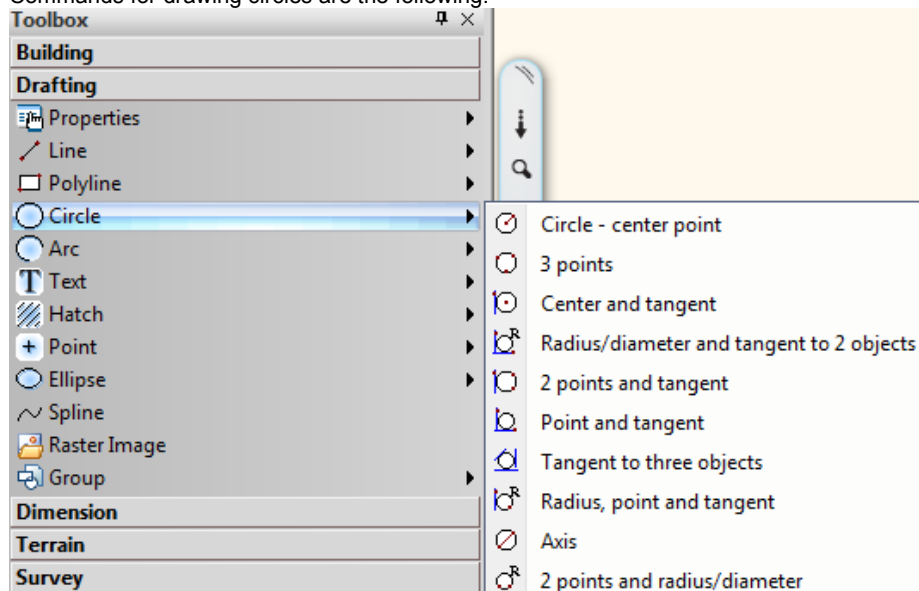 Commands for drawing circles are the following:
Toolbox
Building
Drafting
Properties
Line
Polyline
Circle
Arc
Text
Hatch
Point
Ellipse
Spline
Raster Image
Group
Dimension
Terrain
Survey
Circle - center point
3 points
Center and tangent
Radius/diameter and tangent to 2 objects
2 points and tangent
Point and tangent
Tangent to three objects
Radius, point and tangent
Axis
2 points and radius/diameter